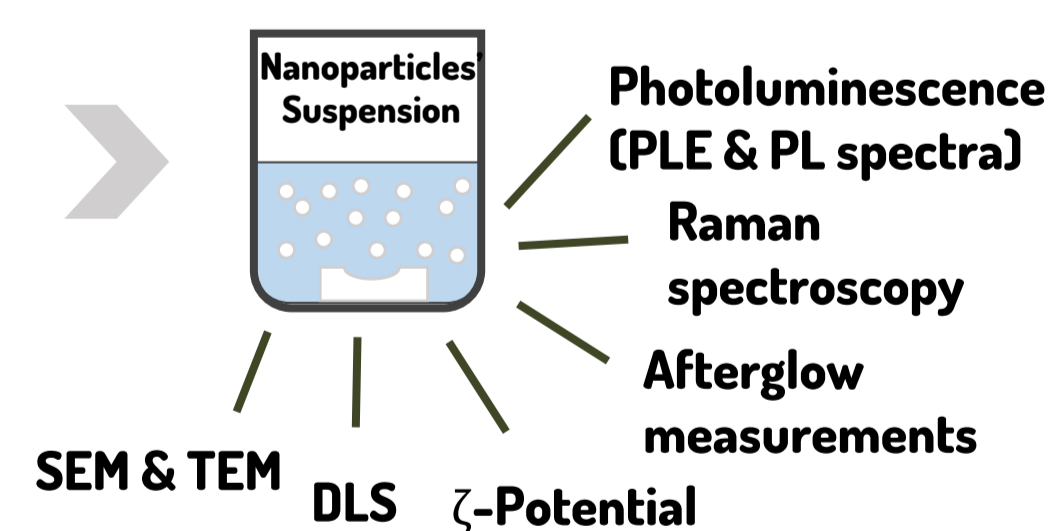 Nanoparticles'
Suspension
Photoluminescence
(PLE & PL spectra)
Raman
spectroscopy
Afterglow
measurements
SEM & TEM
DLS
ζ-Potential